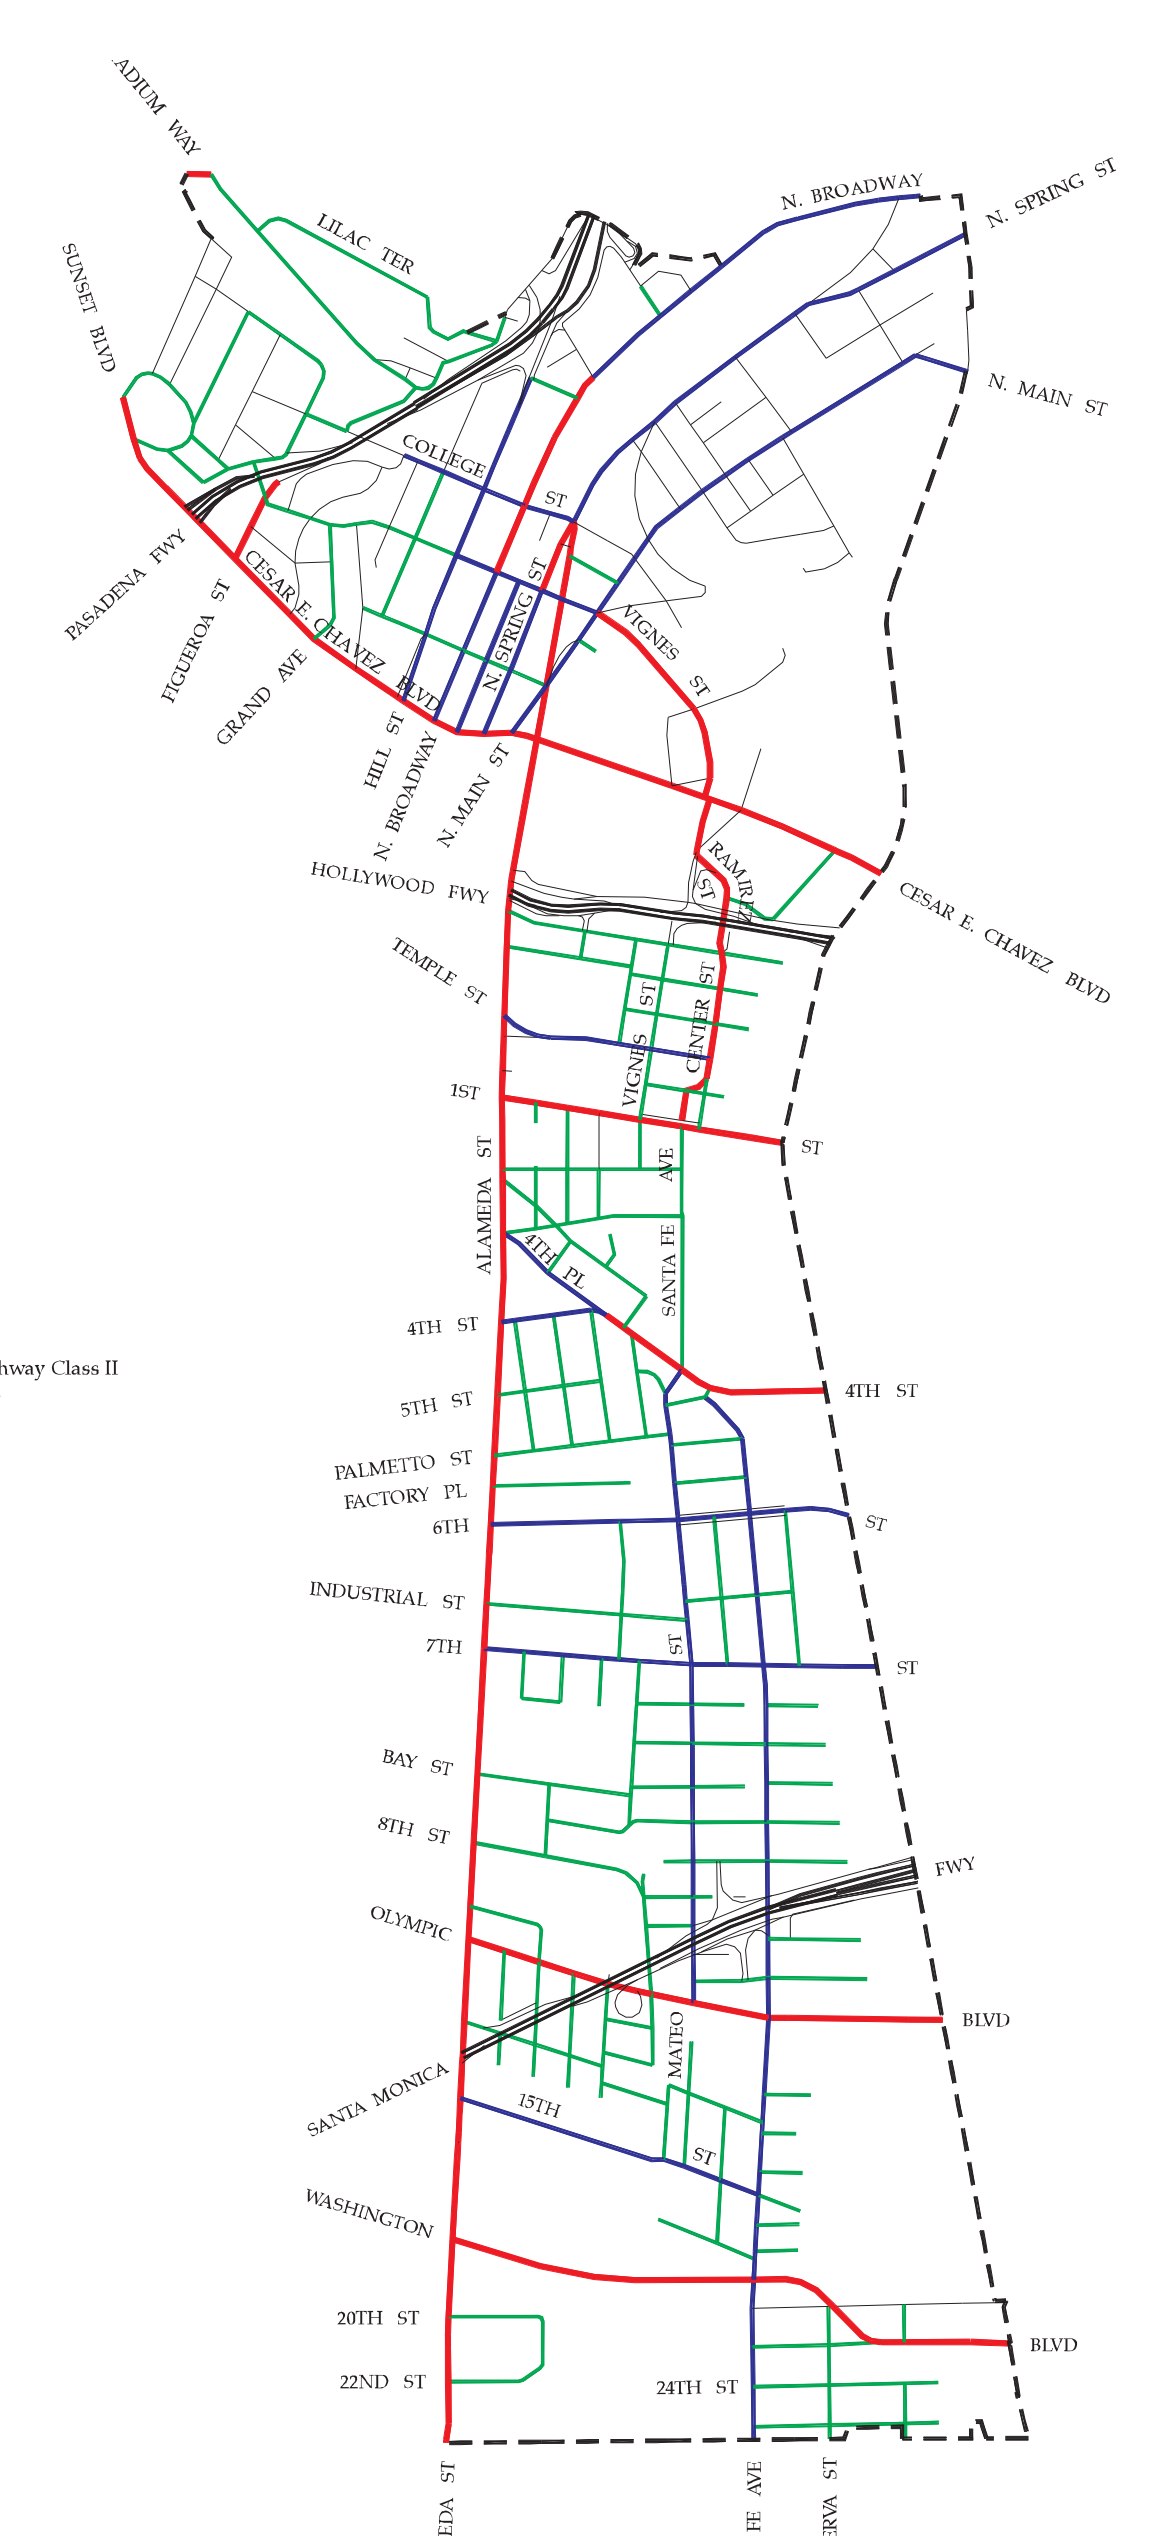 ADIUM WAY
LILAC TER
SUNSET BLVD
N. BROADWAY
N. SPRING ST
N. MAIN ST
COLLEGE ST
PASADENA FWY
FIGUEROA ST
GRAND AVE
CESAR E. CHAVEZ BLVD
N. SPRING ST
VIGNES ST
HILL ST
N. BROADWAY
N. MAIN ST
HOLLYWOOD FWY
RAMIREZ ST
CESAR E. CHAVEZ BLVD
TEMPLE ST
VIGNES ST
CENTER ST
1ST ST
ALAMEDA ST
SANTA FE AVE
4TH PL
4TH ST
4TH ST
hway Class II
5TH ST
PALMETTO ST
FACTORY PL
6TH ST
INDUSTRIAL ST
7TH ST
ST
BAY ST
8TH ST
FWY
OLYMPIC BLVD
MATEO
SANTA MONICA
15TH ST
WASHINGTON BLVD
20TH ST
22ND ST
24TH ST
EDA ST
FE AVE
ERVA ST